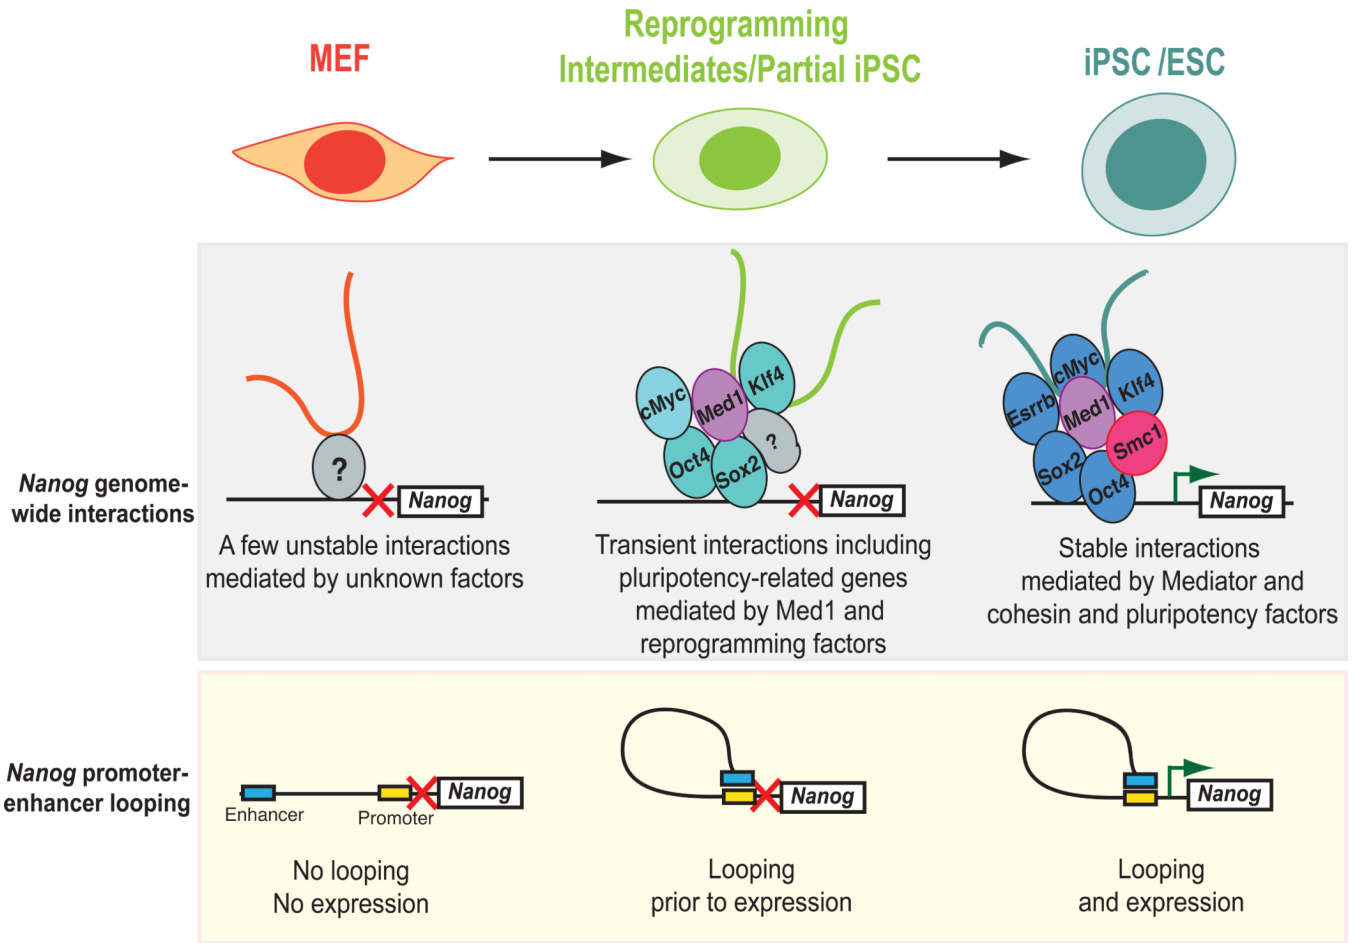 MEF
Reprogramming
Intermediates/Partial iPSC
iPSC /ESC
Nanog genome-
wide interactions
?
Nanog
A few unstable interactions
mediated by unknown factors
cMyc
Med1
Klf4
?
Oct4
Sox2
Nanog
Transient interactions including
pluripotency-related genes
mediated by Med1 and
reprogramming factors
cMyc
Esrrb
Med1
Klf4
Smc1
Sox2
Oct4
Nanog
Stable interactions
mediated by Mediator and
cohesin and pluripotency factors
Nanog promoter-
enhancer looping
Nanog
Enhancer
Promoter
No looping
No expression
Nanog
Looping
prior to expression
Nanog
Looping
and expression